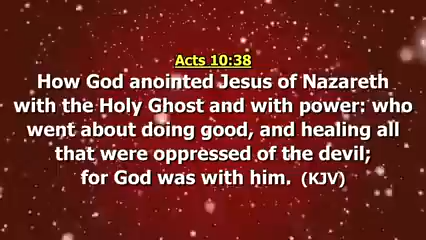 Acts 10:38
How God anointed Jesus of Nazareth
with the Holy Ghost and with power: who
went about doing good, and healing all
that were oppressed of the devil;
for God was with him. (KJV)